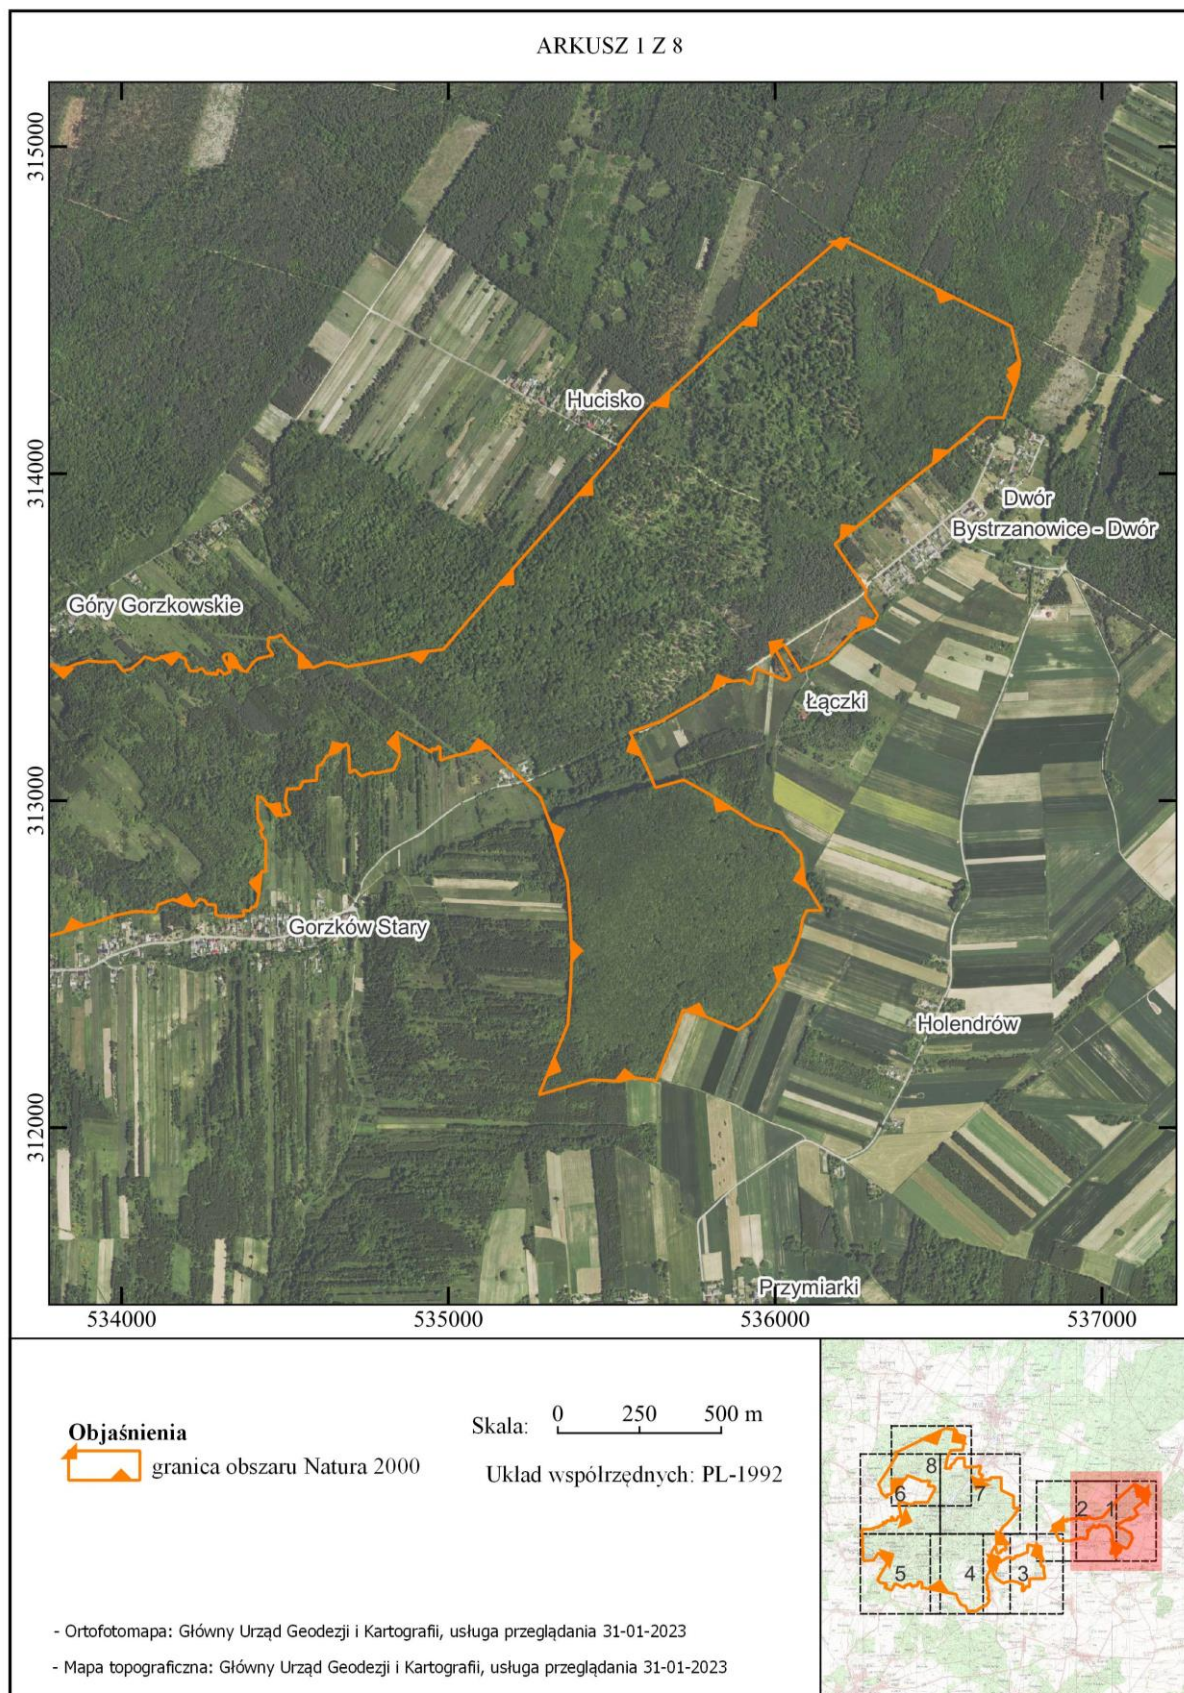 ARKUSZ 1 Z 8
315000
314000
313000
312000
Hucisko
Dwór
Bystrzanowice - Dwór
Góry Gorzkowskie
Łączki
Gorzków Stary
Holendrów
Przymiarki
534000
535000
536000
537000
Objaśnienia
granica obszaru Natura 2000
Skala:
0 250 500 m
Układ współrzędnych: PL-1992
- Ortofotomapa: Główny Urząd Geodezji i Kartografii, usługa przeglądania 31-01-2023
- Mapa topograficzna: Główny Urząd Geodezji i Kartografii, usługa przeglądania 31-01-2023
8
6
7
2
1
5
4
3